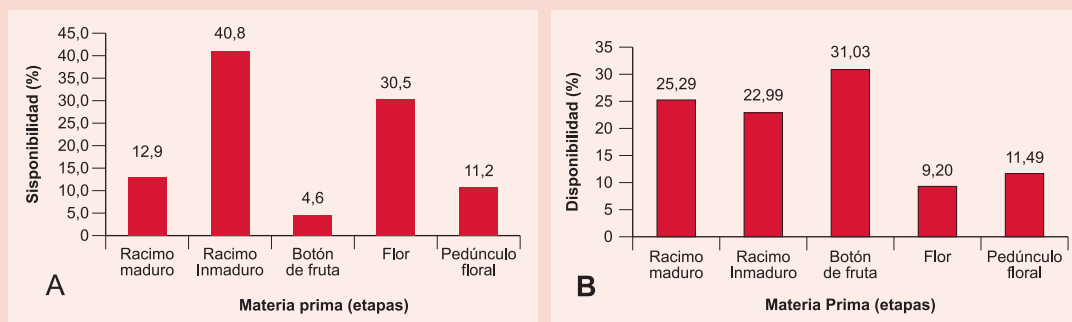 Sisponibilidad (%)
45,0
40,0
35,0
30,0
25,0
20,0
15,0
10,0
5,0
0
12,9
40,8
4,6
30,5
11,2
Racimo
maduro
Racimo
Inmaduro
Botón
de fruta
Flor
Pedúnculo
floral
A
Materia prima (etapas)
Disponibilidad (%)
35
30
25
20
15
10
5
0
25,29
22,99
31,03
9,20
11,49
Racimo
maduro
Racimo
Inmaduro
Botón
de fruta
Flor
Pedúnculo
floral
B
Materia Prima (etapas)